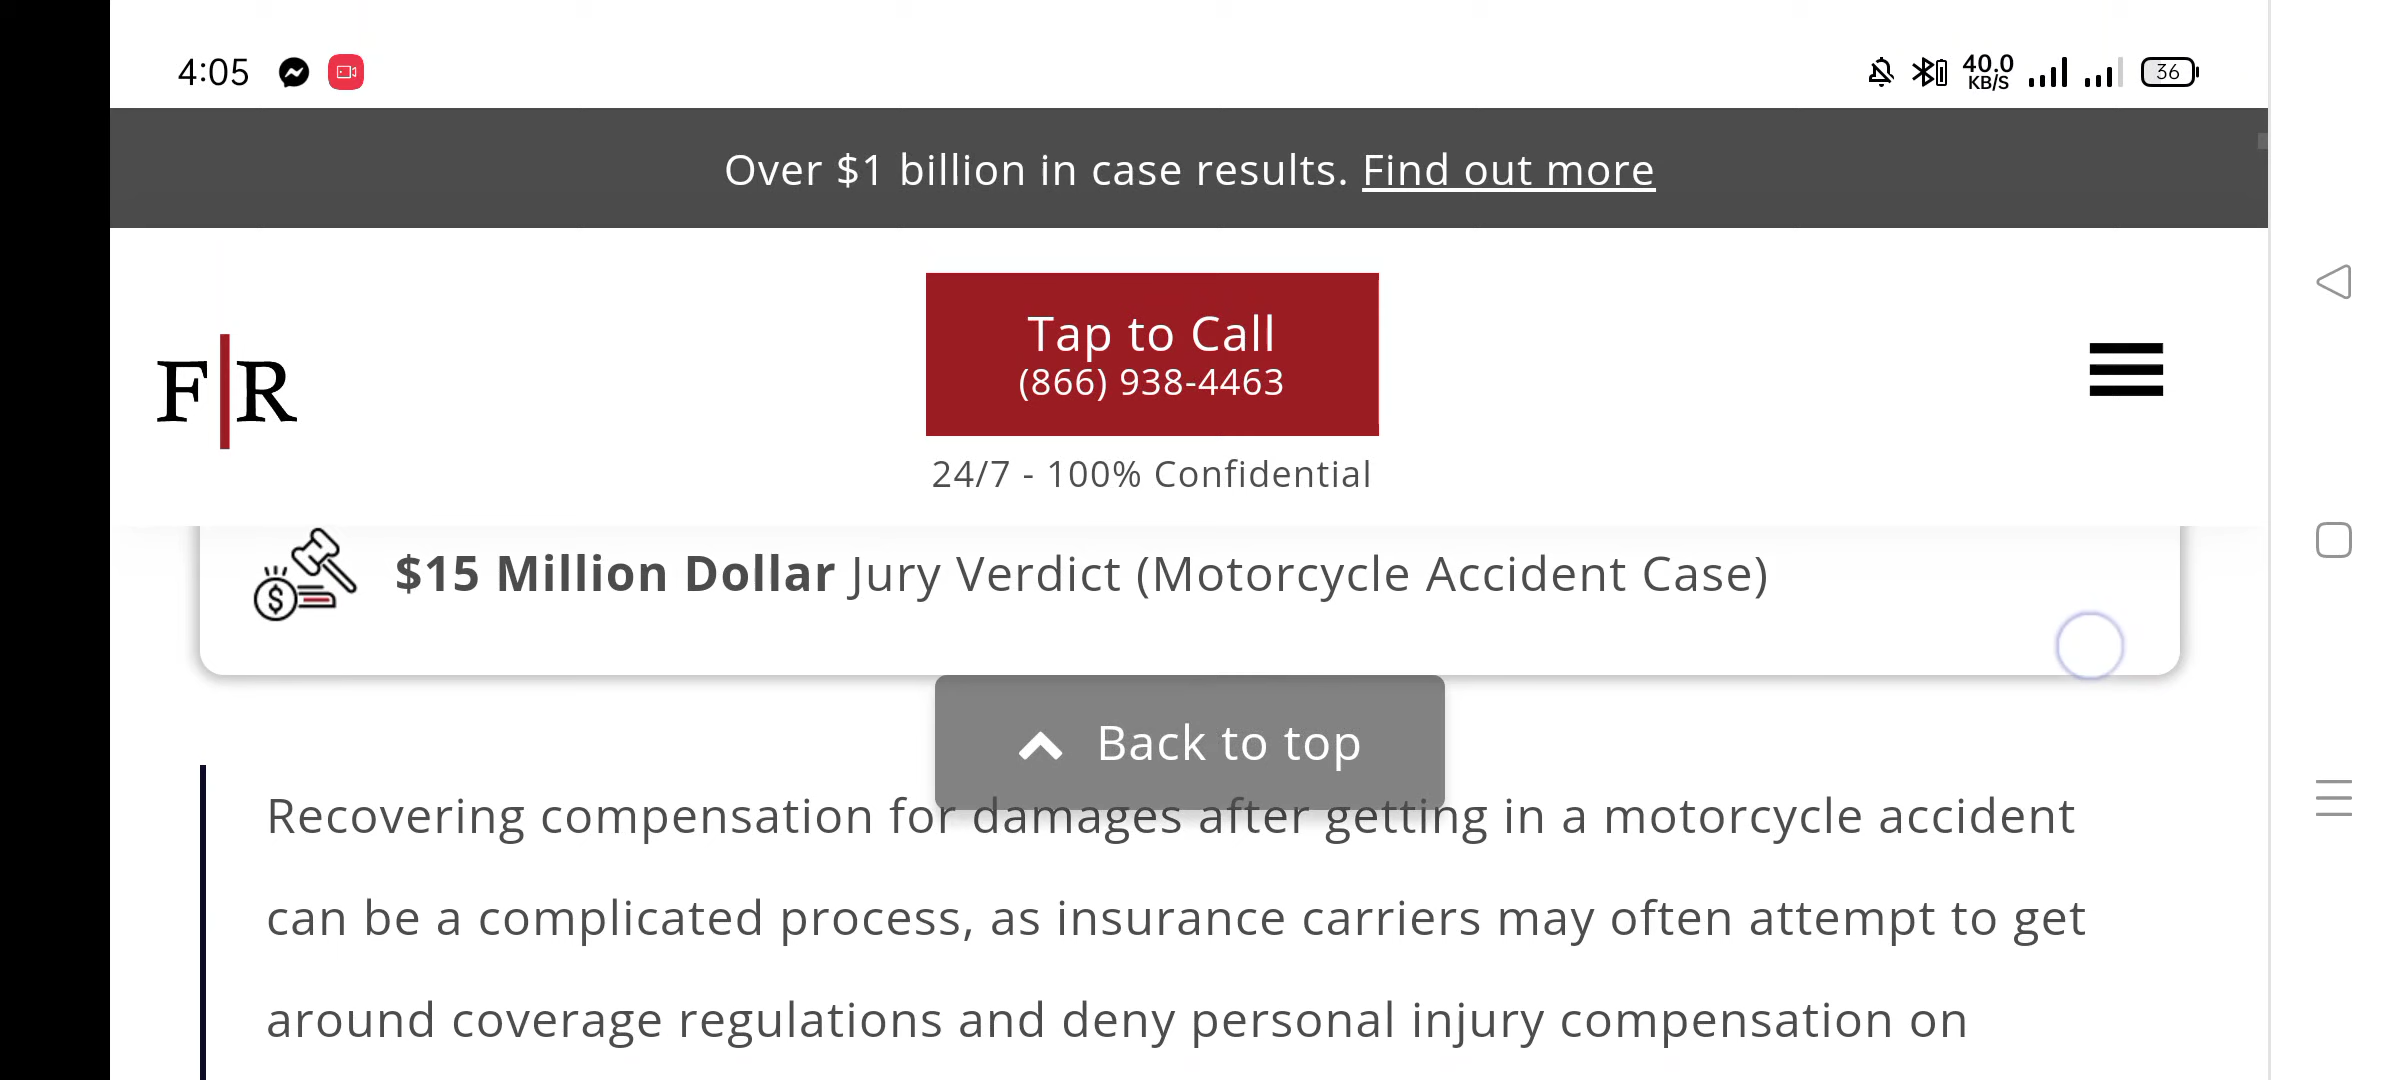 4:05
40.0
KB/S
36
Over $1 billion in case results. Find out more
F|R
Tap to Call
(866) 938-4463
24/7 - 100% Confidential
$15 Million Dollar Jury Verdict (Motorcycle Accident Case)
Back to top
Recovering compensation for damages after getting in a motorcycle accident
can be a complicated process, as insurance carriers may often attempt to get
around coverage regulations and deny personal injury compensation on